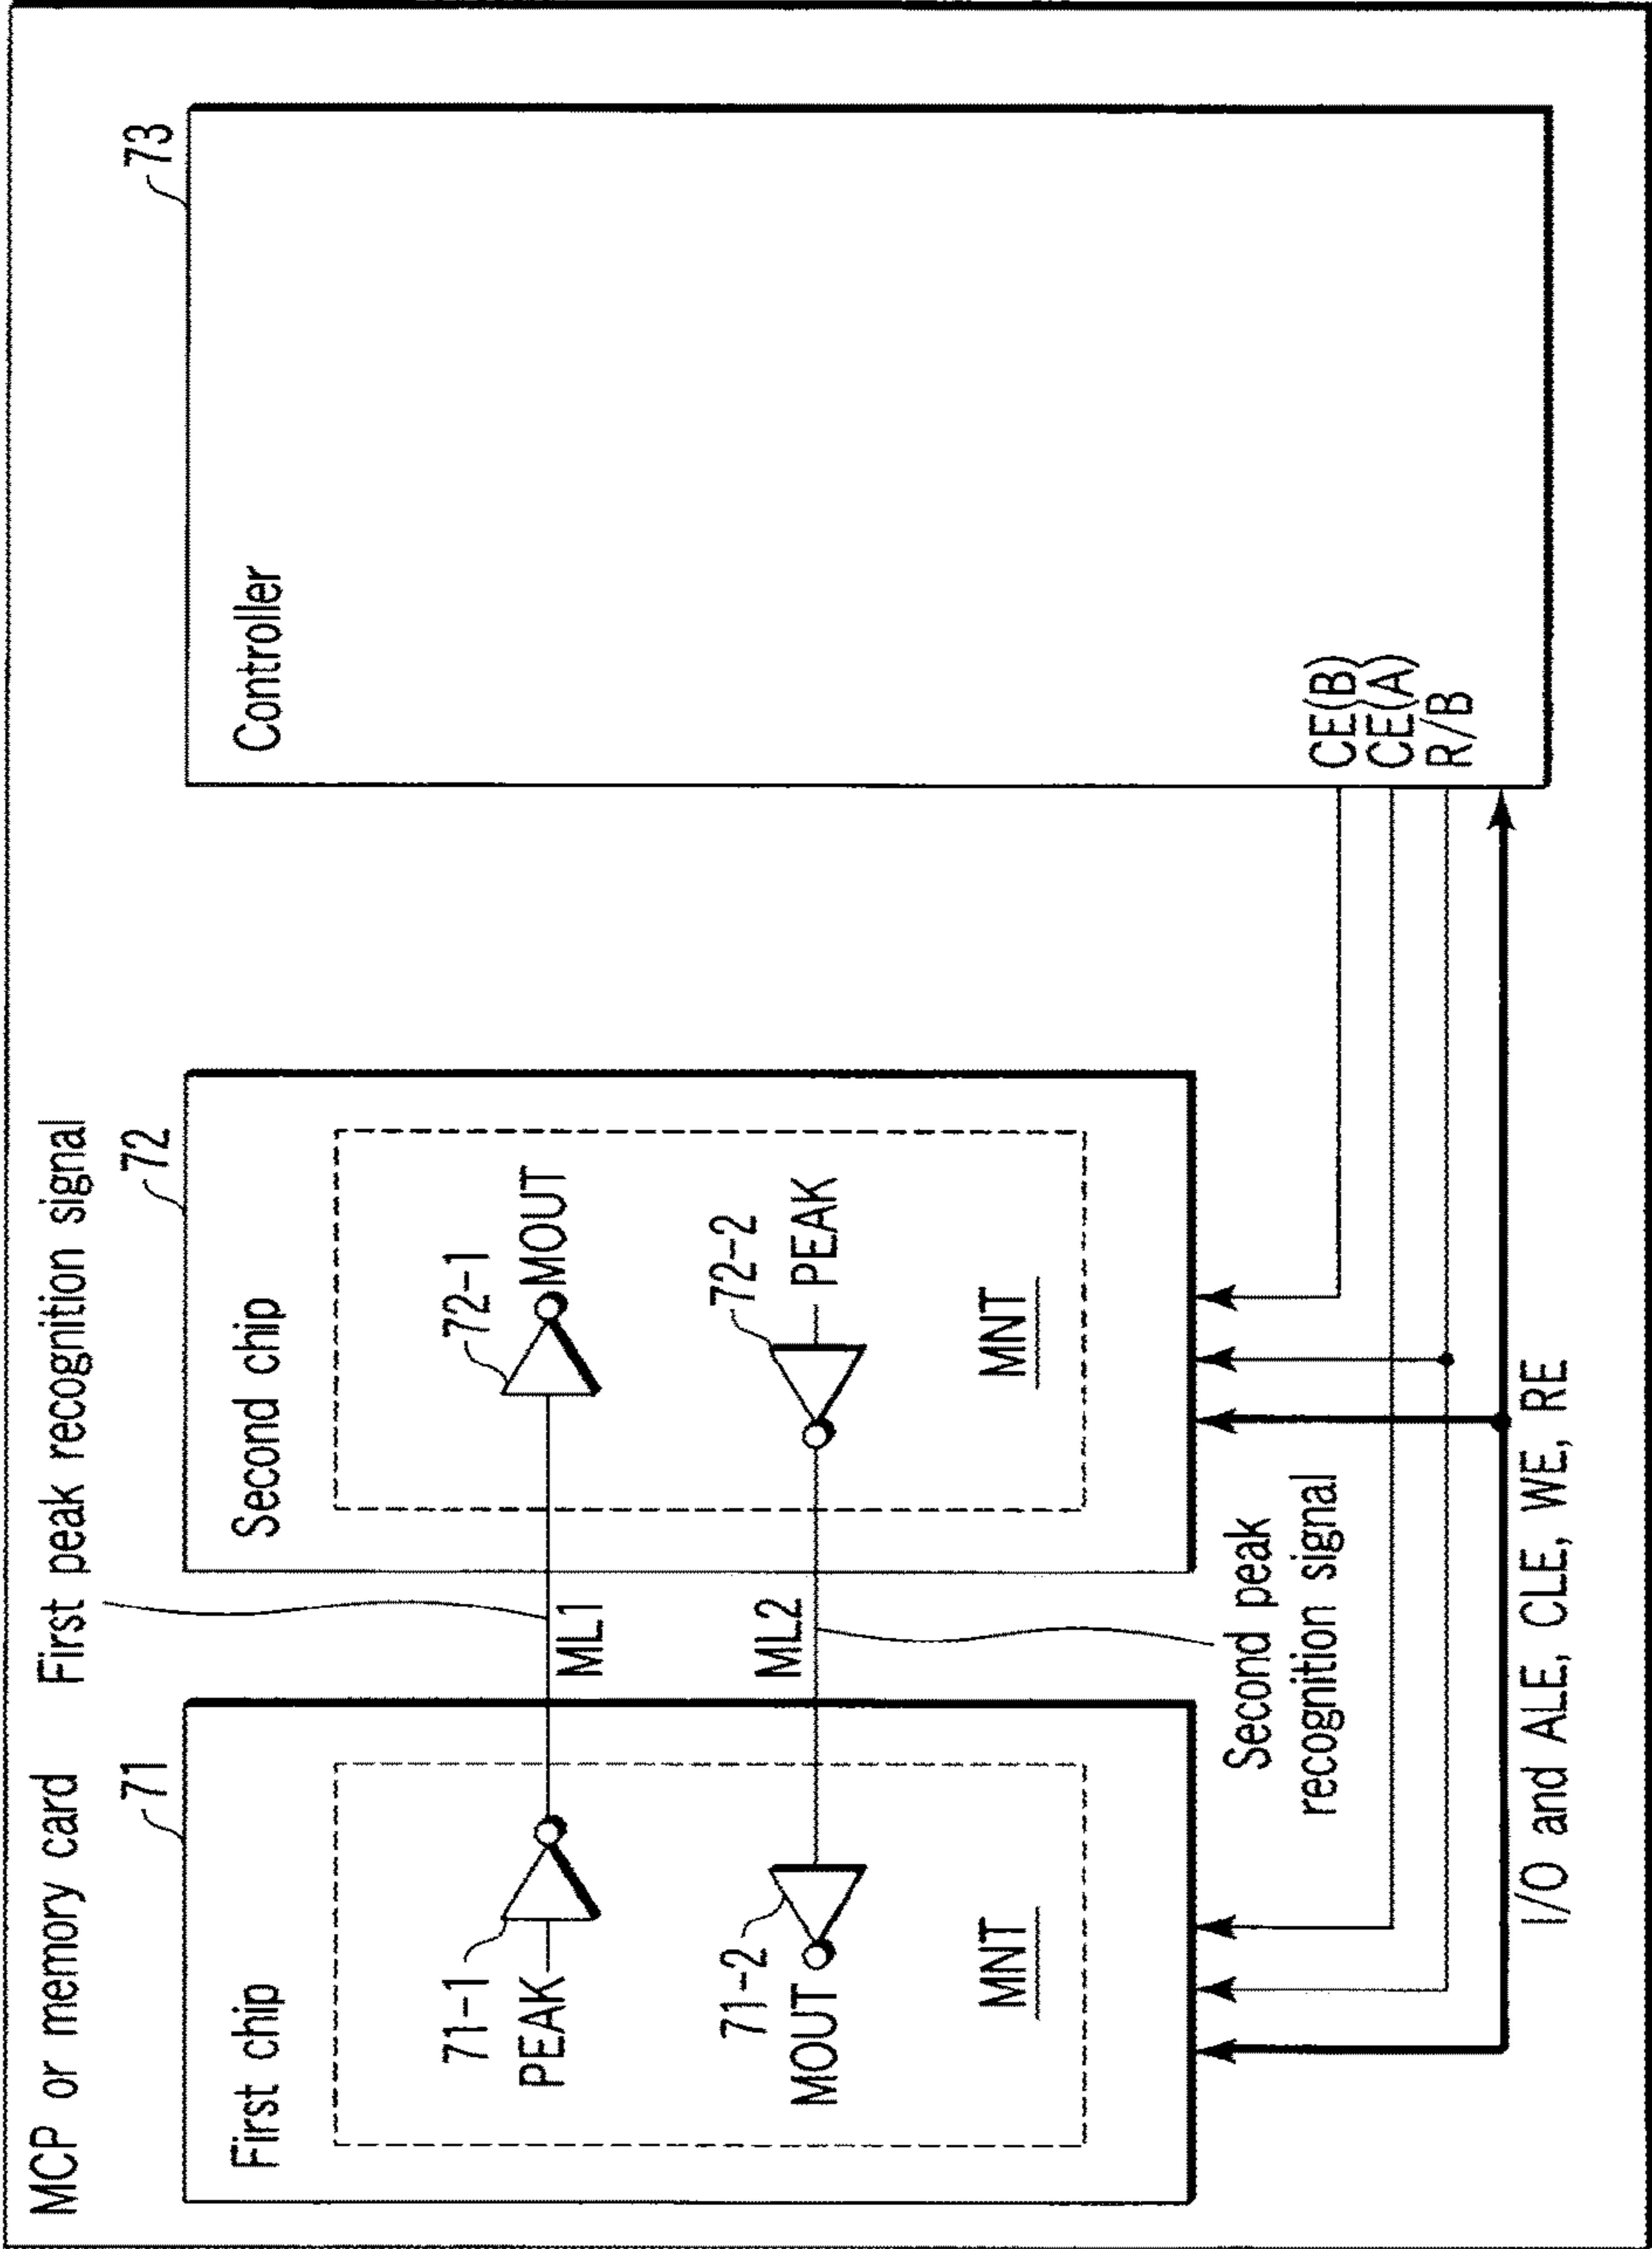 MCP or memory card
First peak recognition signal
71
72
73
First chip
Second chip
Controller
71-1
PEAK
ML1
72-1
MOUT
71-2
MOUT
ML2
72-2
PEAK
MNT
MNT
Second peak
recognition signal
CE(B)
CE(A)
R/B
I/O and ALE, CLE, WE, RE